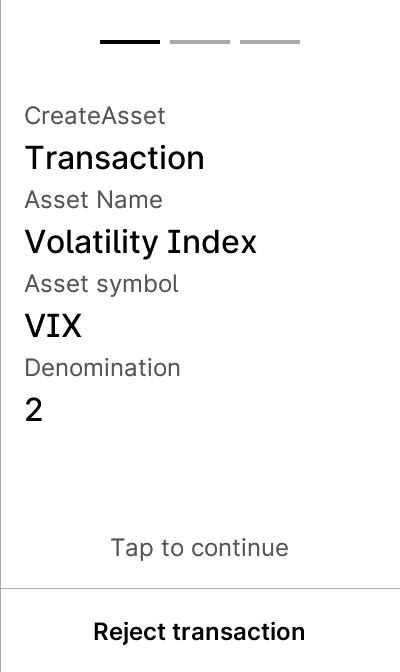 CreateAsset
Transaction
Asset Name
Volatility Index
Asset symbol
VIX
Denomination
2
Tap to continue
Reject transaction